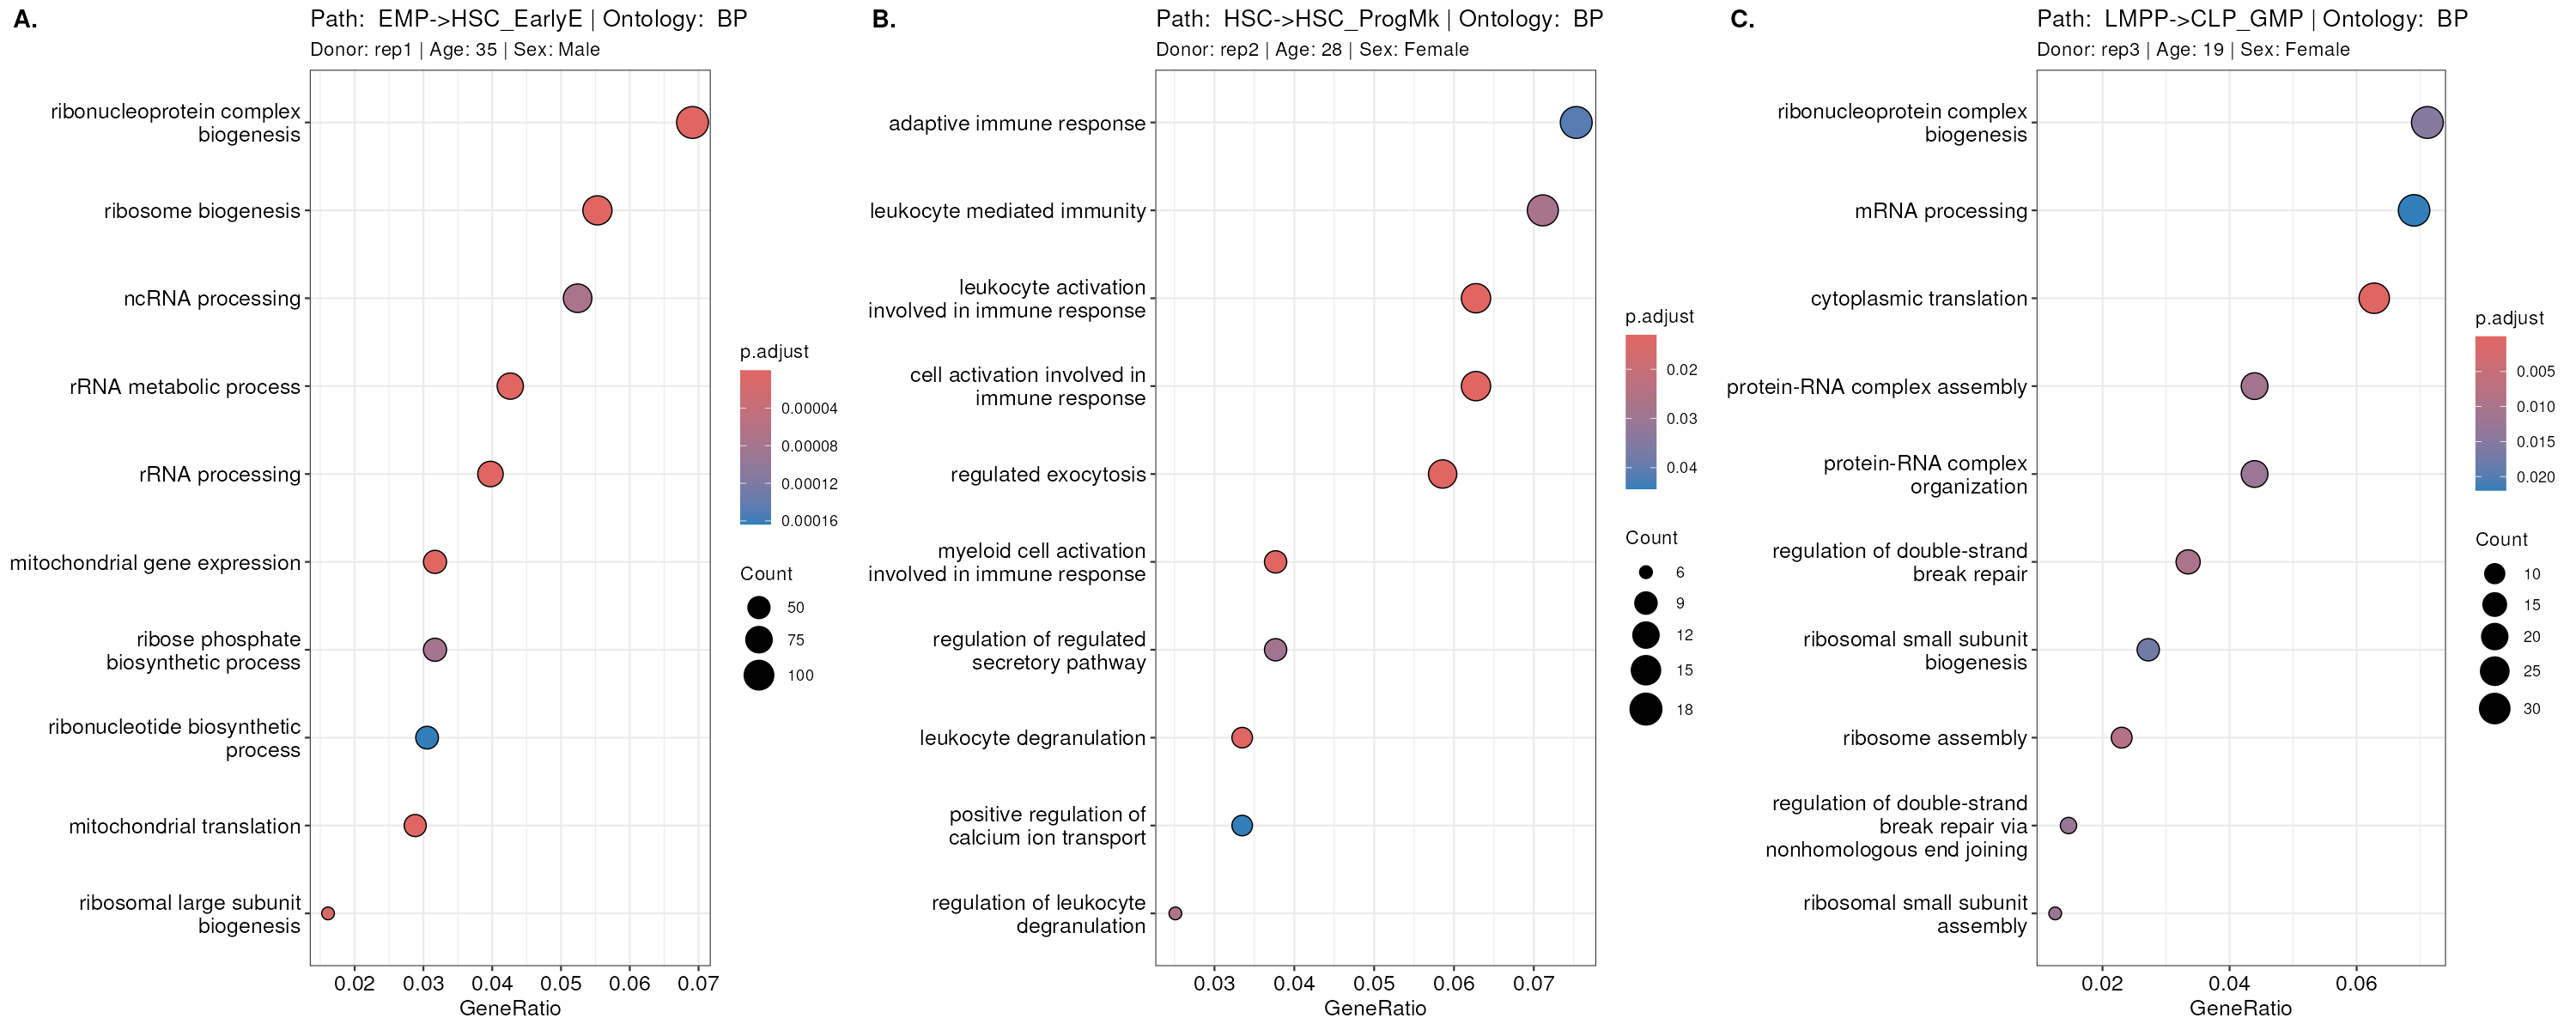 A.
Path:  EMP->HSC_EarlyE | Ontology:  BP
Donor: rep1 | Age: 35 | Sex: Male
ribonucleoprotein complex
biogenesis
ribosome biogenesis
ncRNA processing
rRNA metabolic process
rRNA processing
mitochondrial gene expression
ribose phosphate
biosynthetic process
ribonucleotide biosynthetic
process
mitochondrial translation
ribosomal large subunit
biogenesis
0.02 0.03 0.04 0.05 0.06 0.07
GeneRatio
p.adjust
0.00004
0.00008
0.00012
0.00016
Count
50
75
100
B.
Path:  HSC->HSC_ProgMk | Ontology:  BP
Donor: rep2 | Age: 28 | Sex: Female
adaptive immune response
leukocyte mediated immunity
leukocyte activation
involved in immune response
cell activation involved in
immune response
regulated exocytosis
myeloid cell activation
involved in immune response
regulation of regulated
secretory pathway
leukocyte degranulation
positive regulation of
calcium ion transport
regulation of leukocyte
degranulation
0.03 0.04 0.05 0.06 0.07
GeneRatio
p.adjust
0.02
0.03
0.04
Count
6
9
12
15
18
C.
Path:  LMPP->CLP_GMP | Ontology:  BP
Donor: rep3 | Age: 19 | Sex: Female
ribonucleoprotein complex
biogenesis
mRNA processing
cytoplasmic translation
protein-RNA complex assembly
protein-RNA complex
organization
regulation of double-strand
break repair
ribosomal small subunit
biogenesis
ribosome assembly
regulation of double-strand
break repair via
nonhomologous end joining
ribosomal small subunit
assembly
0.02 0.04 0.06
GeneRatio
p.adjust
0.005
0.010
0.015
0.020
Count
10
15
20
25
30